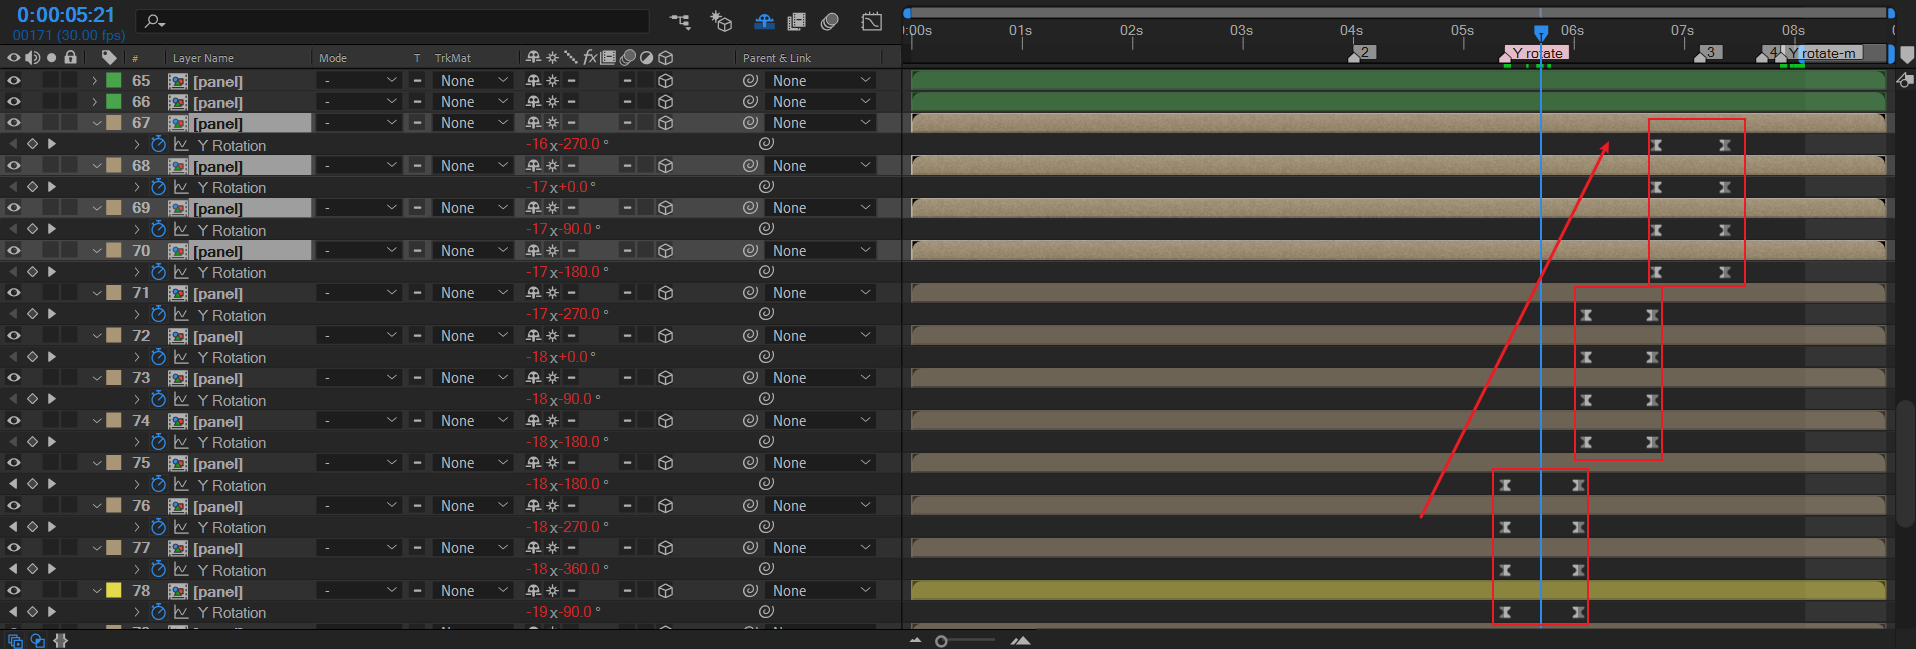 0:00:05:21
00171 (30.00 fps)
:00s 01s 02s 03s 04s 05s 06s 07s 08s
2 Y rotate 3 4 Y rotate-m
# Layer Name Mode T TrkMat fx Parent & Link
65 [panel] - None None
66 [panel] - None None
67 [panel] - None None
Y Rotation -16x-270.0°
68 [panel] - None None
Y Rotation -17x+0.0°
69 [panel] - None None
Y Rotation -17x-90.0°
70 [panel] - None None
Y Rotation -17x-180.0°
71 [panel] - None None
Y Rotation -17x-270.0°
72 [panel] - None None
Y Rotation -18x+0.0°
73 [panel] - None None
Y Rotation -18x-90.0°
74 [panel] - None None
Y Rotation -18x-180.0°
75 [panel] - None None
Y Rotation -18x-180.0°
76 [panel] - None None
Y Rotation -18x-270.0°
77 [panel] - None None
Y Rotation -18x-360.0°
78 [panel] - None None
Y Rotation -19x-90.0°